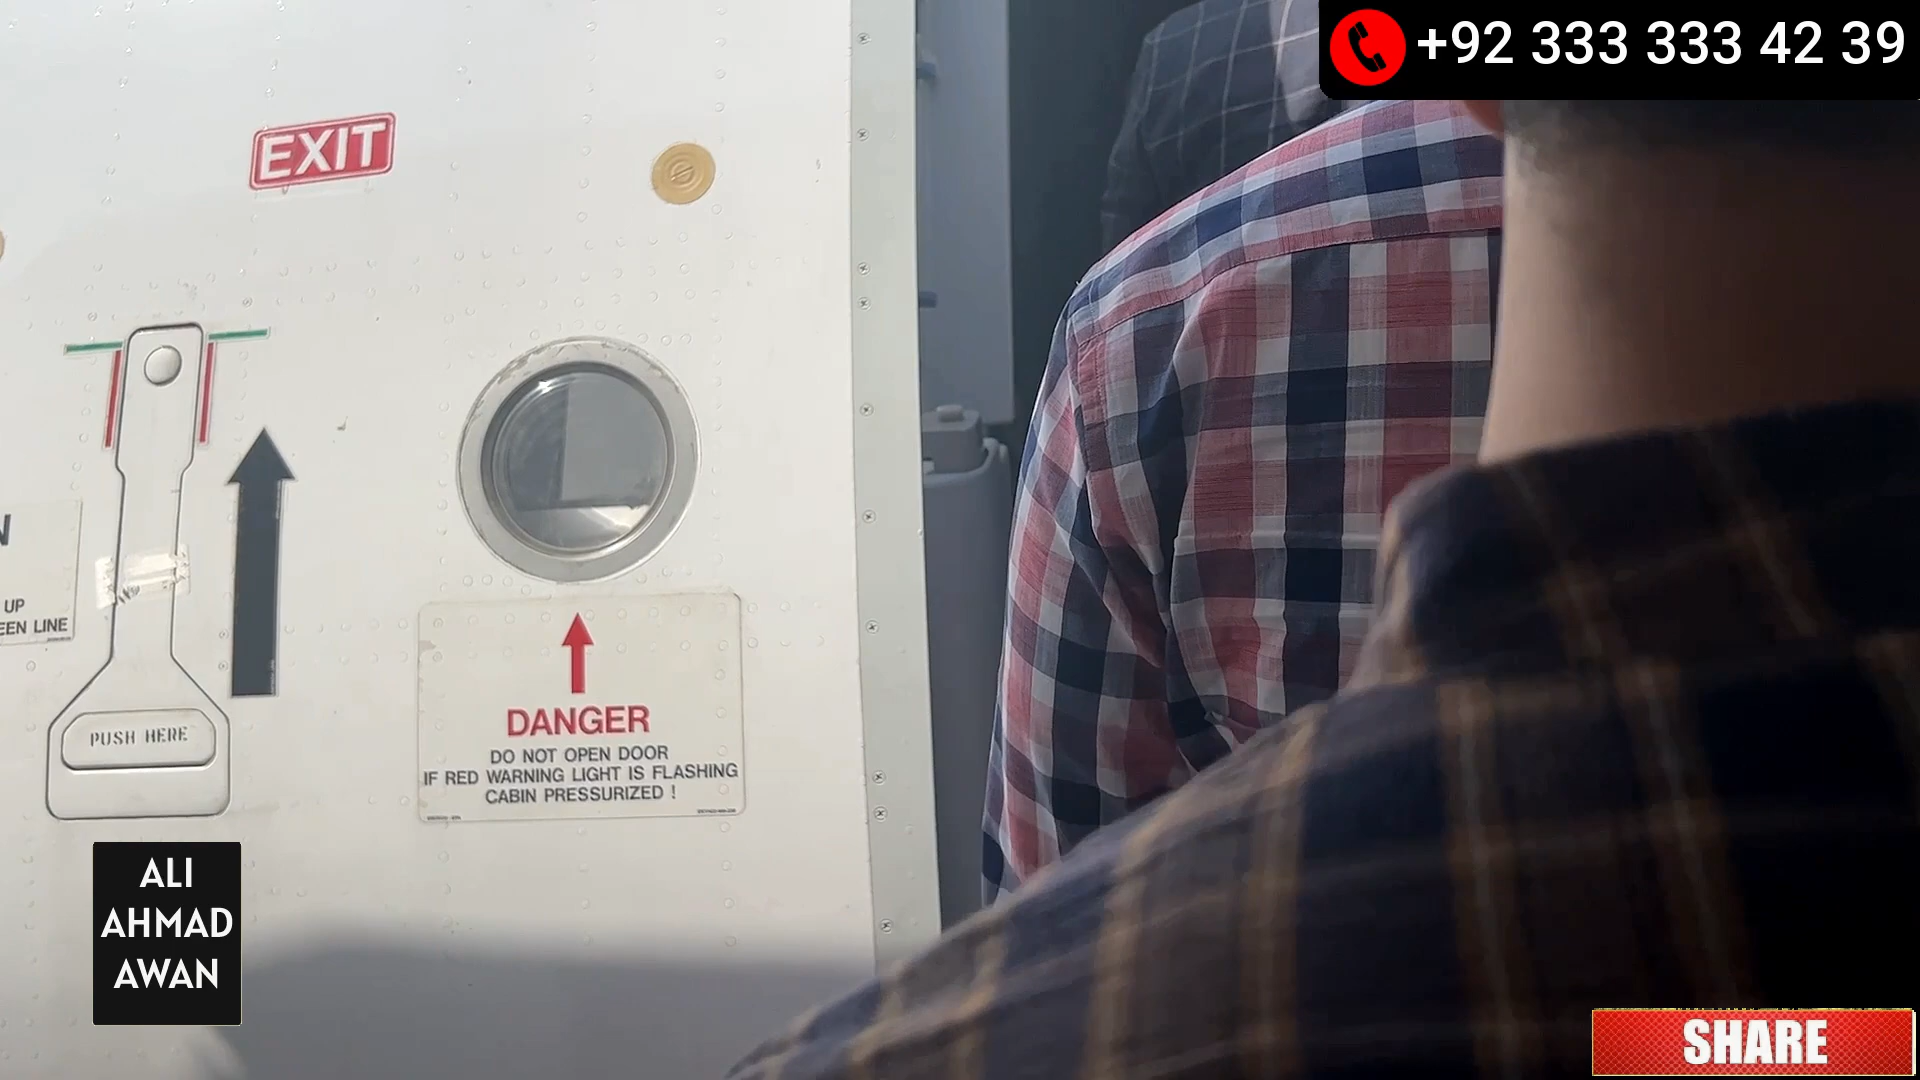 +92 333 333 42 39
EXIT
N
UP
EEN LINE
PUSH HERE
DANGER
DO NOT OPEN DOOR
IF RED WARNING LIGHT IS FLASHING
CABIN PRESSURIZED !
ALI
AHMAD
AWAN
SHARE